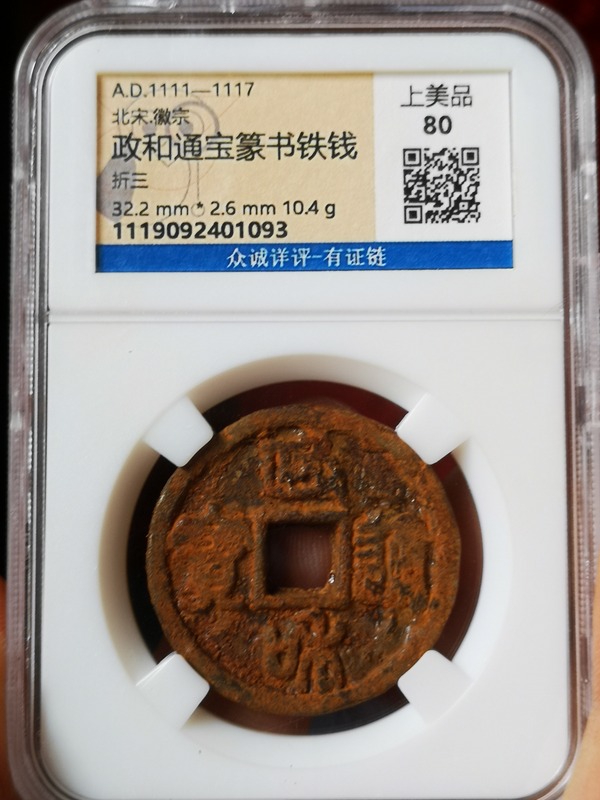 A.D.1111—1117
北宋.徽宗
政和通宝篆书铁钱
折三
32.2 mm * 2.6 mm 10.4 g
1119092401093
上美品
80
众诚详评-有证链